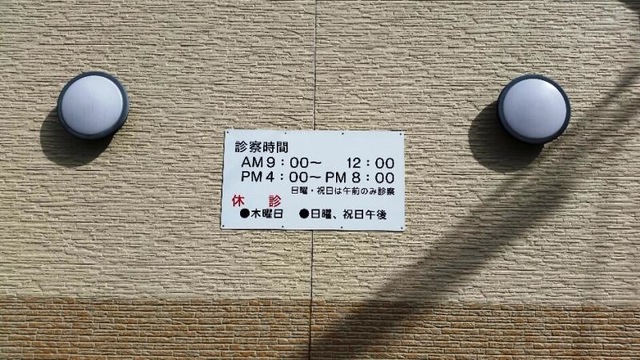 診察時間
AM9：00〜　12：00
PM4：00〜PM8：00
日曜・祝日は午前のみ診察
休　診
●木曜日　●日曜、祝日午後